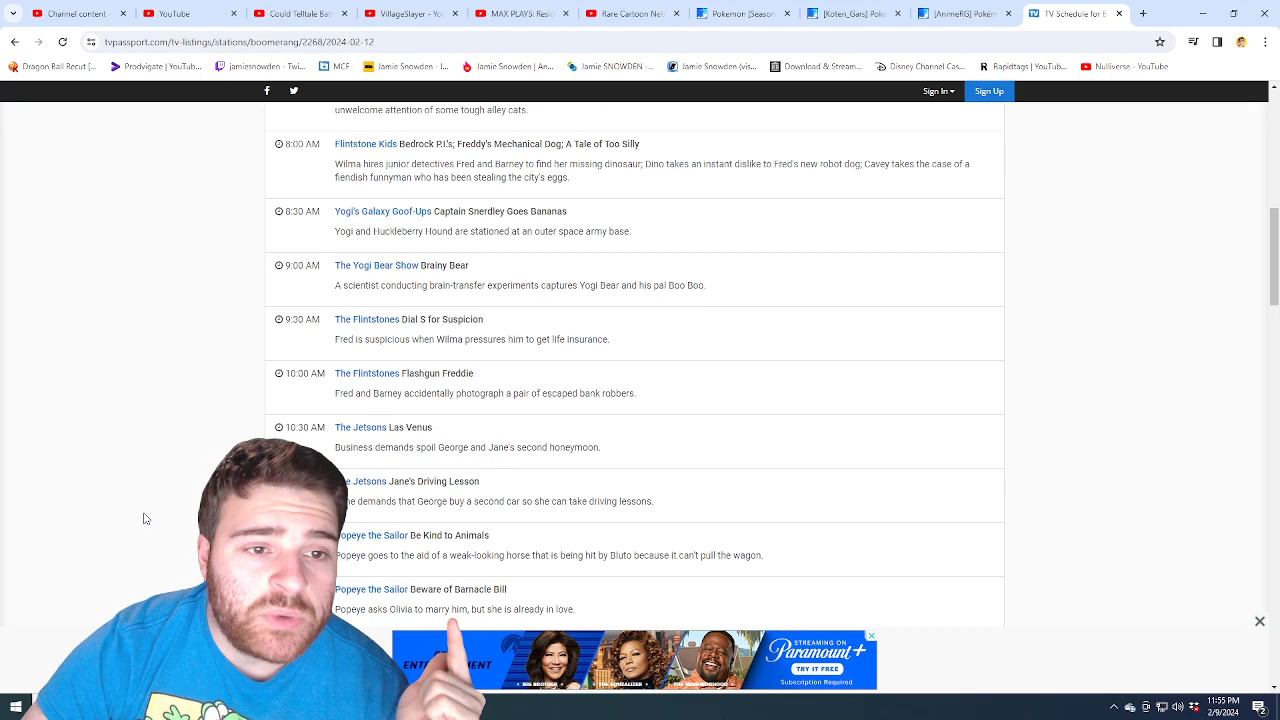 Channel content
YouTube
Could Telltale Bat
VillageSlayer -
MAX PLS: Resic
Rare Cartoon Net
Pokemon [Season
[KotenGars] Poke
[AnimeRG] Pokén
TV Schedule for B
tvpassport.com/tv-listings/stations/boomerang/2268/2024-02-12
Dragon Ball Recut [...
Prodvigate | YouTub...
jamiesnowden - Twi...
MCP
Jamie Snowden - I...
Jamie Snowden | An...
Jamie SNOWDEN ...
Jamie Snowden (vis...
Download & Stream...
Disney Channel Cas...
Rapidtags | YouTub...
Nulliverse - YouTube
Sign In
Sign Up
unwelcome attention of some tough alley cats.
8:00 AM Flintstone Kids Bedrock P.I.'s; Freddy's Mechanical Dog; A Tale of Too Silly
Wilma hires junior detectives Fred and Barney to find her missing dinosaur; Dino takes an instant dislike to Fred's new robot dog; Cavey takes the case of a
fiendish funnyman who has been stealing the city's eggs.
8:30 AM Yogi's Galaxy Goof-Ups Captain Snerdley Goes Bananas
Yogi and Huckleberry Hound are stationed at an outer space army base.
9:00 AM The Yogi Bear Show Brainy Bear
A scientist conducting brain-transfer experiments captures Yogi Bear and his pal Boo Boo.
9:30 AM The Flintstones Dial S for Suspicion
Fred is suspicious when Wilma pressures him to get life insurance.
10:00 AM The Flintstones Flashgun Freddie
Fred and Barney accidentally photograph a pair of escaped bank robbers.
10:30 AM The Jetsons Las Venus
Business demands spoil George and Jane's second honeymoon.
Jetsons Jane's Driving Lesson
demands that George buy a second car so she can take driving lessons.
Popeye the Sailor Be Kind to Animals
Popeye goes to the aid of a weak-looking horse that is being hit by Bluto because it can't pull the wagon.
Popeye the Sailor Beware of Barnacle Bill
Popeye asks Olivia to marry him, but she is already in love.
ENTERTAINMENT
BIG BROTHER
THE EQUALIZER
THE NEIGHBORHOOD
STREAMING ON
Paramount+
TRY IT FREE
Subscription Required
11:55 PM
2/9/2024